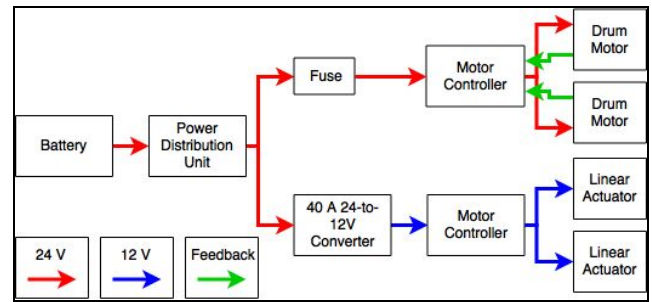 Battery
Power
Distribution
Unit
Fuse
Motor
Controller
Drum
Motor
Drum
Motor
40 A 24-to-
12V
Converter
Motor
Controller
Linear
Actuator
Linear
Actuator
24 V
12 V
Feedback